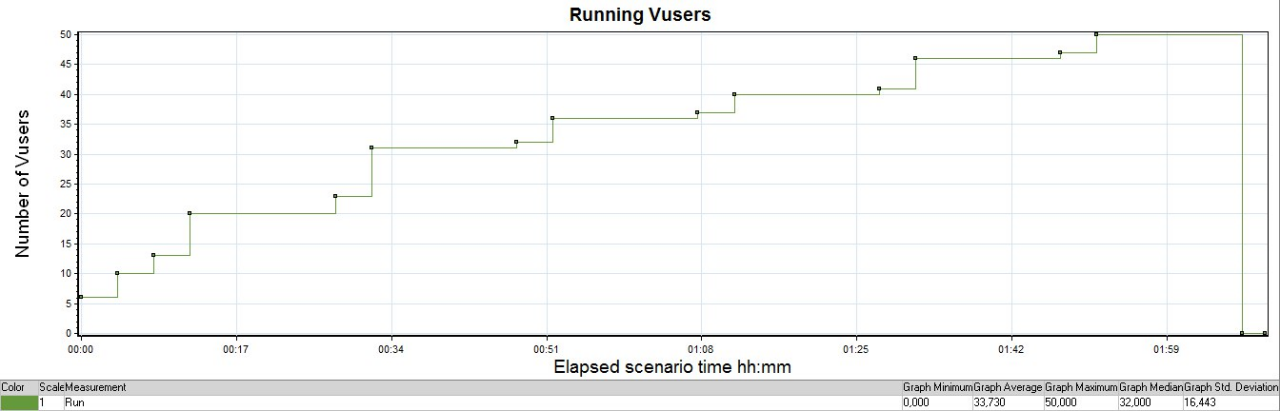 Running Vusers
50
45
40
35
30
25
20
15
10
5
0
Number of Vusers
00:00 00:17 00:34 00:51 01:08 01:25 01:42 01:59
Elapsed scenario time hh:mm
Color Scale Measurement Graph Minimum Graph Average Graph Maximum Graph Median Graph Std. Deviation
1 Run 0,000 33,730 50,000 32,000 16,443